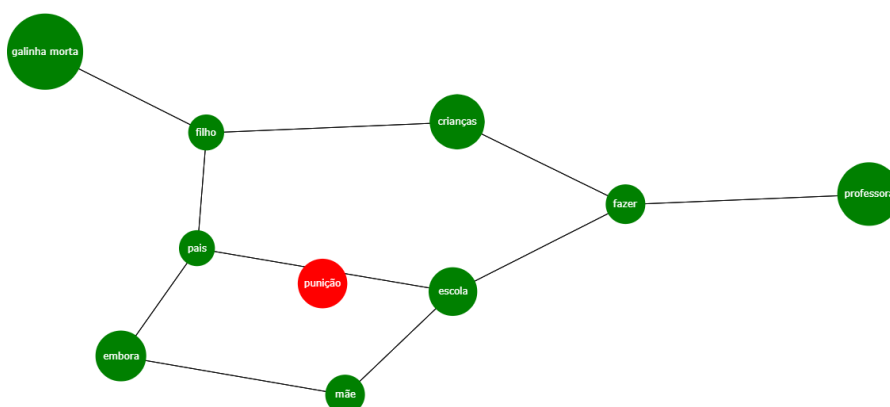 galinha morta
crianças
filho
professora
fazer
pais
punição
escola
embora
mãe